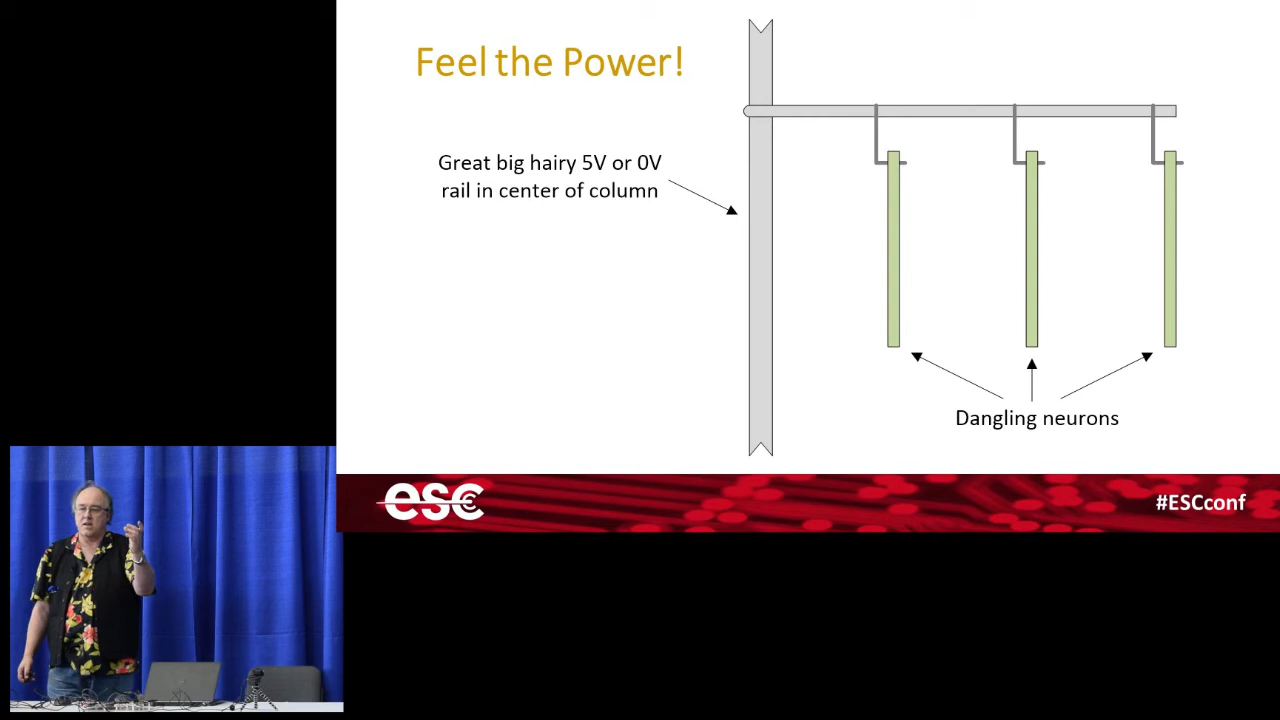 Feel the Power!
Great big hairy 5V or 0V
rail in center of column
Dangling neurons
esc
#ESCconf